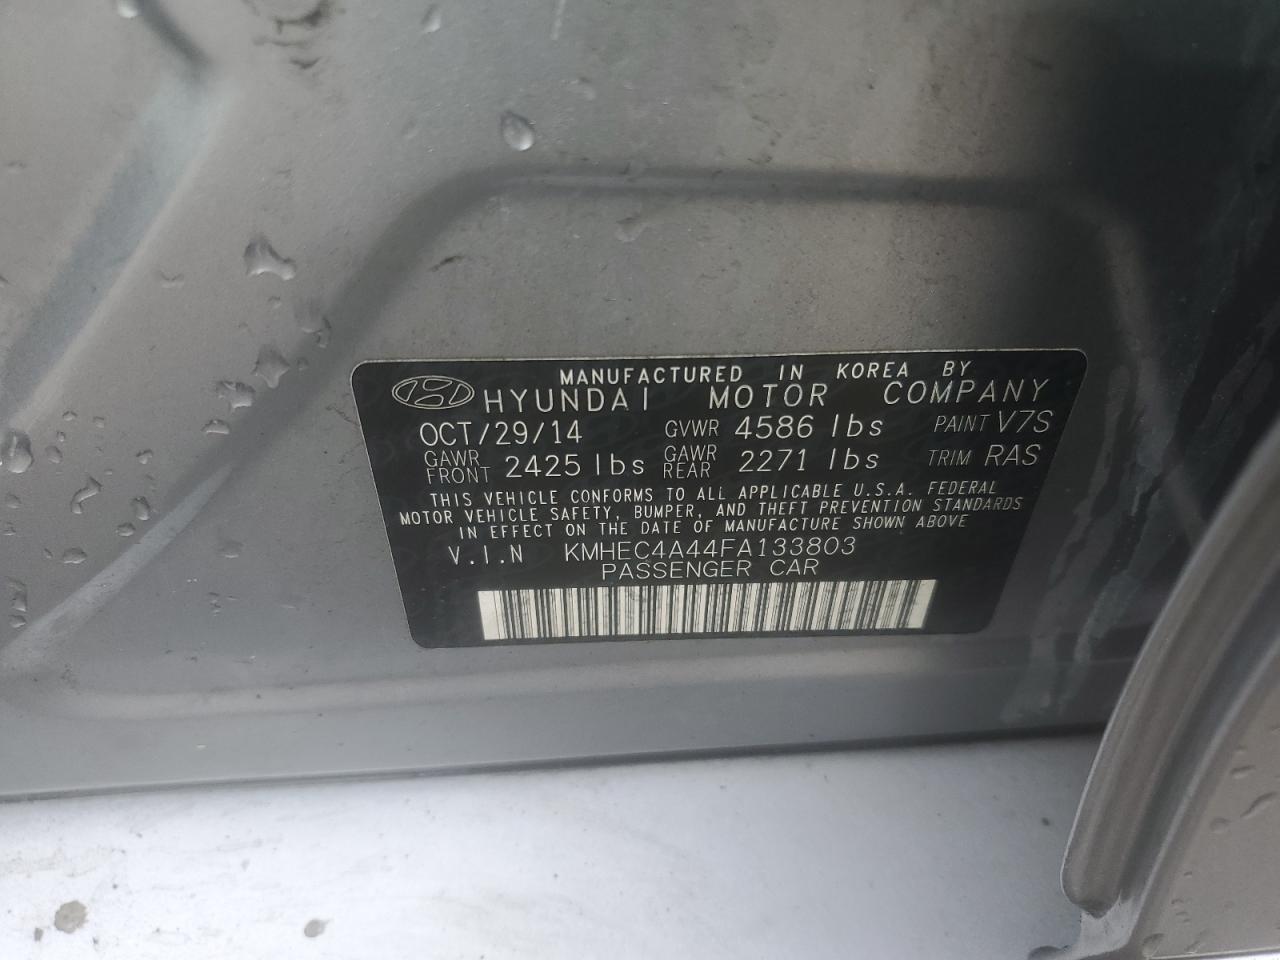 MANUFACTURED IN KOREA BY
HYUNDAI MOTOR COMPANY
OCT/29/14 GVWR 4586 lbs PAINT V7S
GAWR FRONT 2425 lbs GAWR REAR 2271 lbs TRIM RAS
THIS VEHICLE CONFORMS TO ALL APPLICABLE U.S.A. FEDERAL
MOTOR VEHICLE SAFETY, BUMPER, AND THEFT PREVENTION STANDARDS
IN EFFECT ON THE DATE OF MANUFACTURE SHOWN ABOVE
V.I.N KMHEC4A44FA133803
PASSENGER CAR